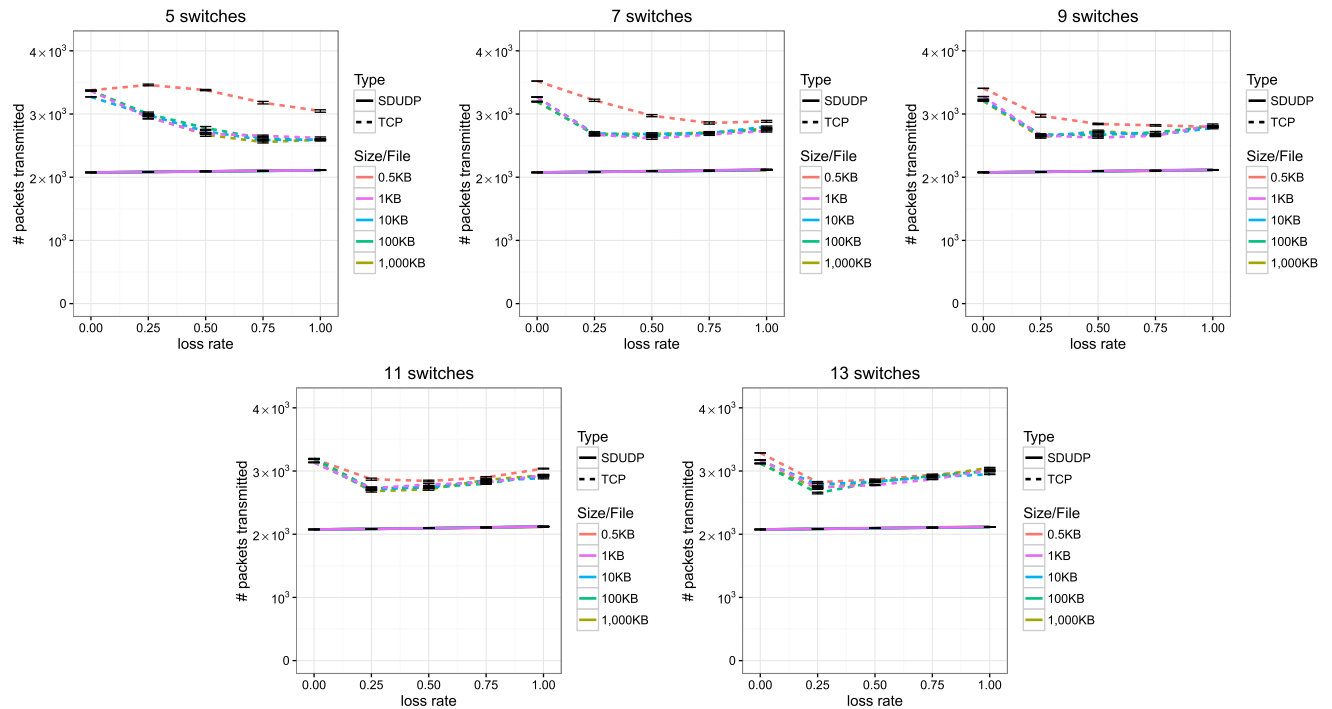 5 switches
4 × 10³
3 × 10³
2 × 10³
10³
0
# packets transmitted
0.00 0.25 0.50 0.75 1.00
loss rate
Type
SDUDP
TCP
Size/File
0.5KB
1KB
10KB
100KB
1,000KB
7 switches
4 × 10³
3 × 10³
2 × 10³
10³
0
# packets transmitted
0.00 0.25 0.50 0.75 1.00
loss rate
Type
SDUDP
TCP
Size/File
0.5KB
1KB
10KB
100KB
1,000KB
9 switches
4 × 10³
3 × 10³
2 × 10³
10³
0
# packets transmitted
0.00 0.25 0.50 0.75 1.00
loss rate
Type
SDUDP
TCP
Size/File
0.5KB
1KB
10KB
100KB
1,000KB
11 switches
4 × 10³
3 × 10³
2 × 10³
10³
0
# packets transmitted
0.00 0.25 0.50 0.75 1.00
loss rate
Type
SDUDP
TCP
Size/File
0.5KB
1KB
10KB
100KB
1,000KB
13 switches
4 × 10³
3 × 10³
2 × 10³
10³
0
# packets transmitted
0.00 0.25 0.50 0.75 1.00
loss rate
Type
SDUDP
TCP
Size/File
0.5KB
1KB
10KB
100KB
1,000KB